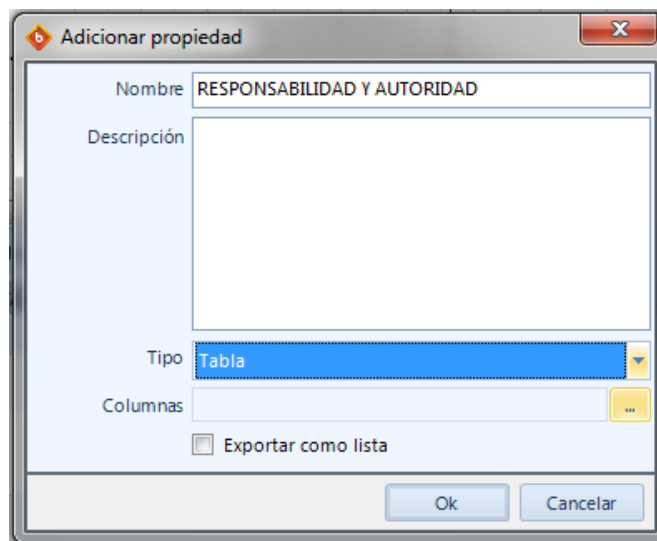 Adicionar propiedad
Nombre RESPONSABILIDAD Y AUTORIDAD
Descripción
Tipo Tabla
Columnas ...
Exportar como lista
Ok Cancelar